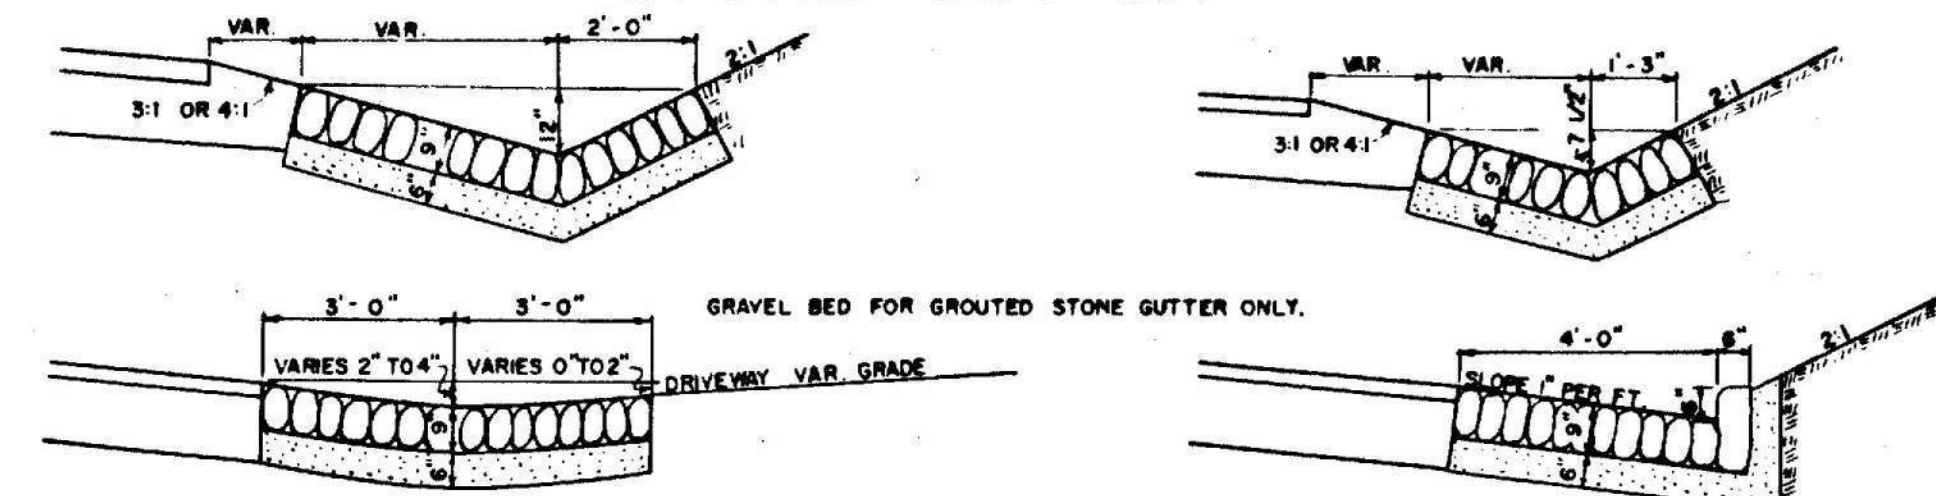 VAR. VAR. 2'-0"
2:1
3:1 OR 4:1
12"
9"
6"
VAR. VAR. 1'-3"
2:1
3:1 OR 4:1
7 1/2"
9"
6"
3'-0" 3'-0"
GRAVEL BED FOR GROUTED STONE GUTTER ONLY.
VARIES 2" TO 4" VARIES 0" TO 2"
DRIVEWAY VAR. GRADE
9"
6"
4'-0" 6"
2:1
SLOPE 1" PER FT.
9"
6"